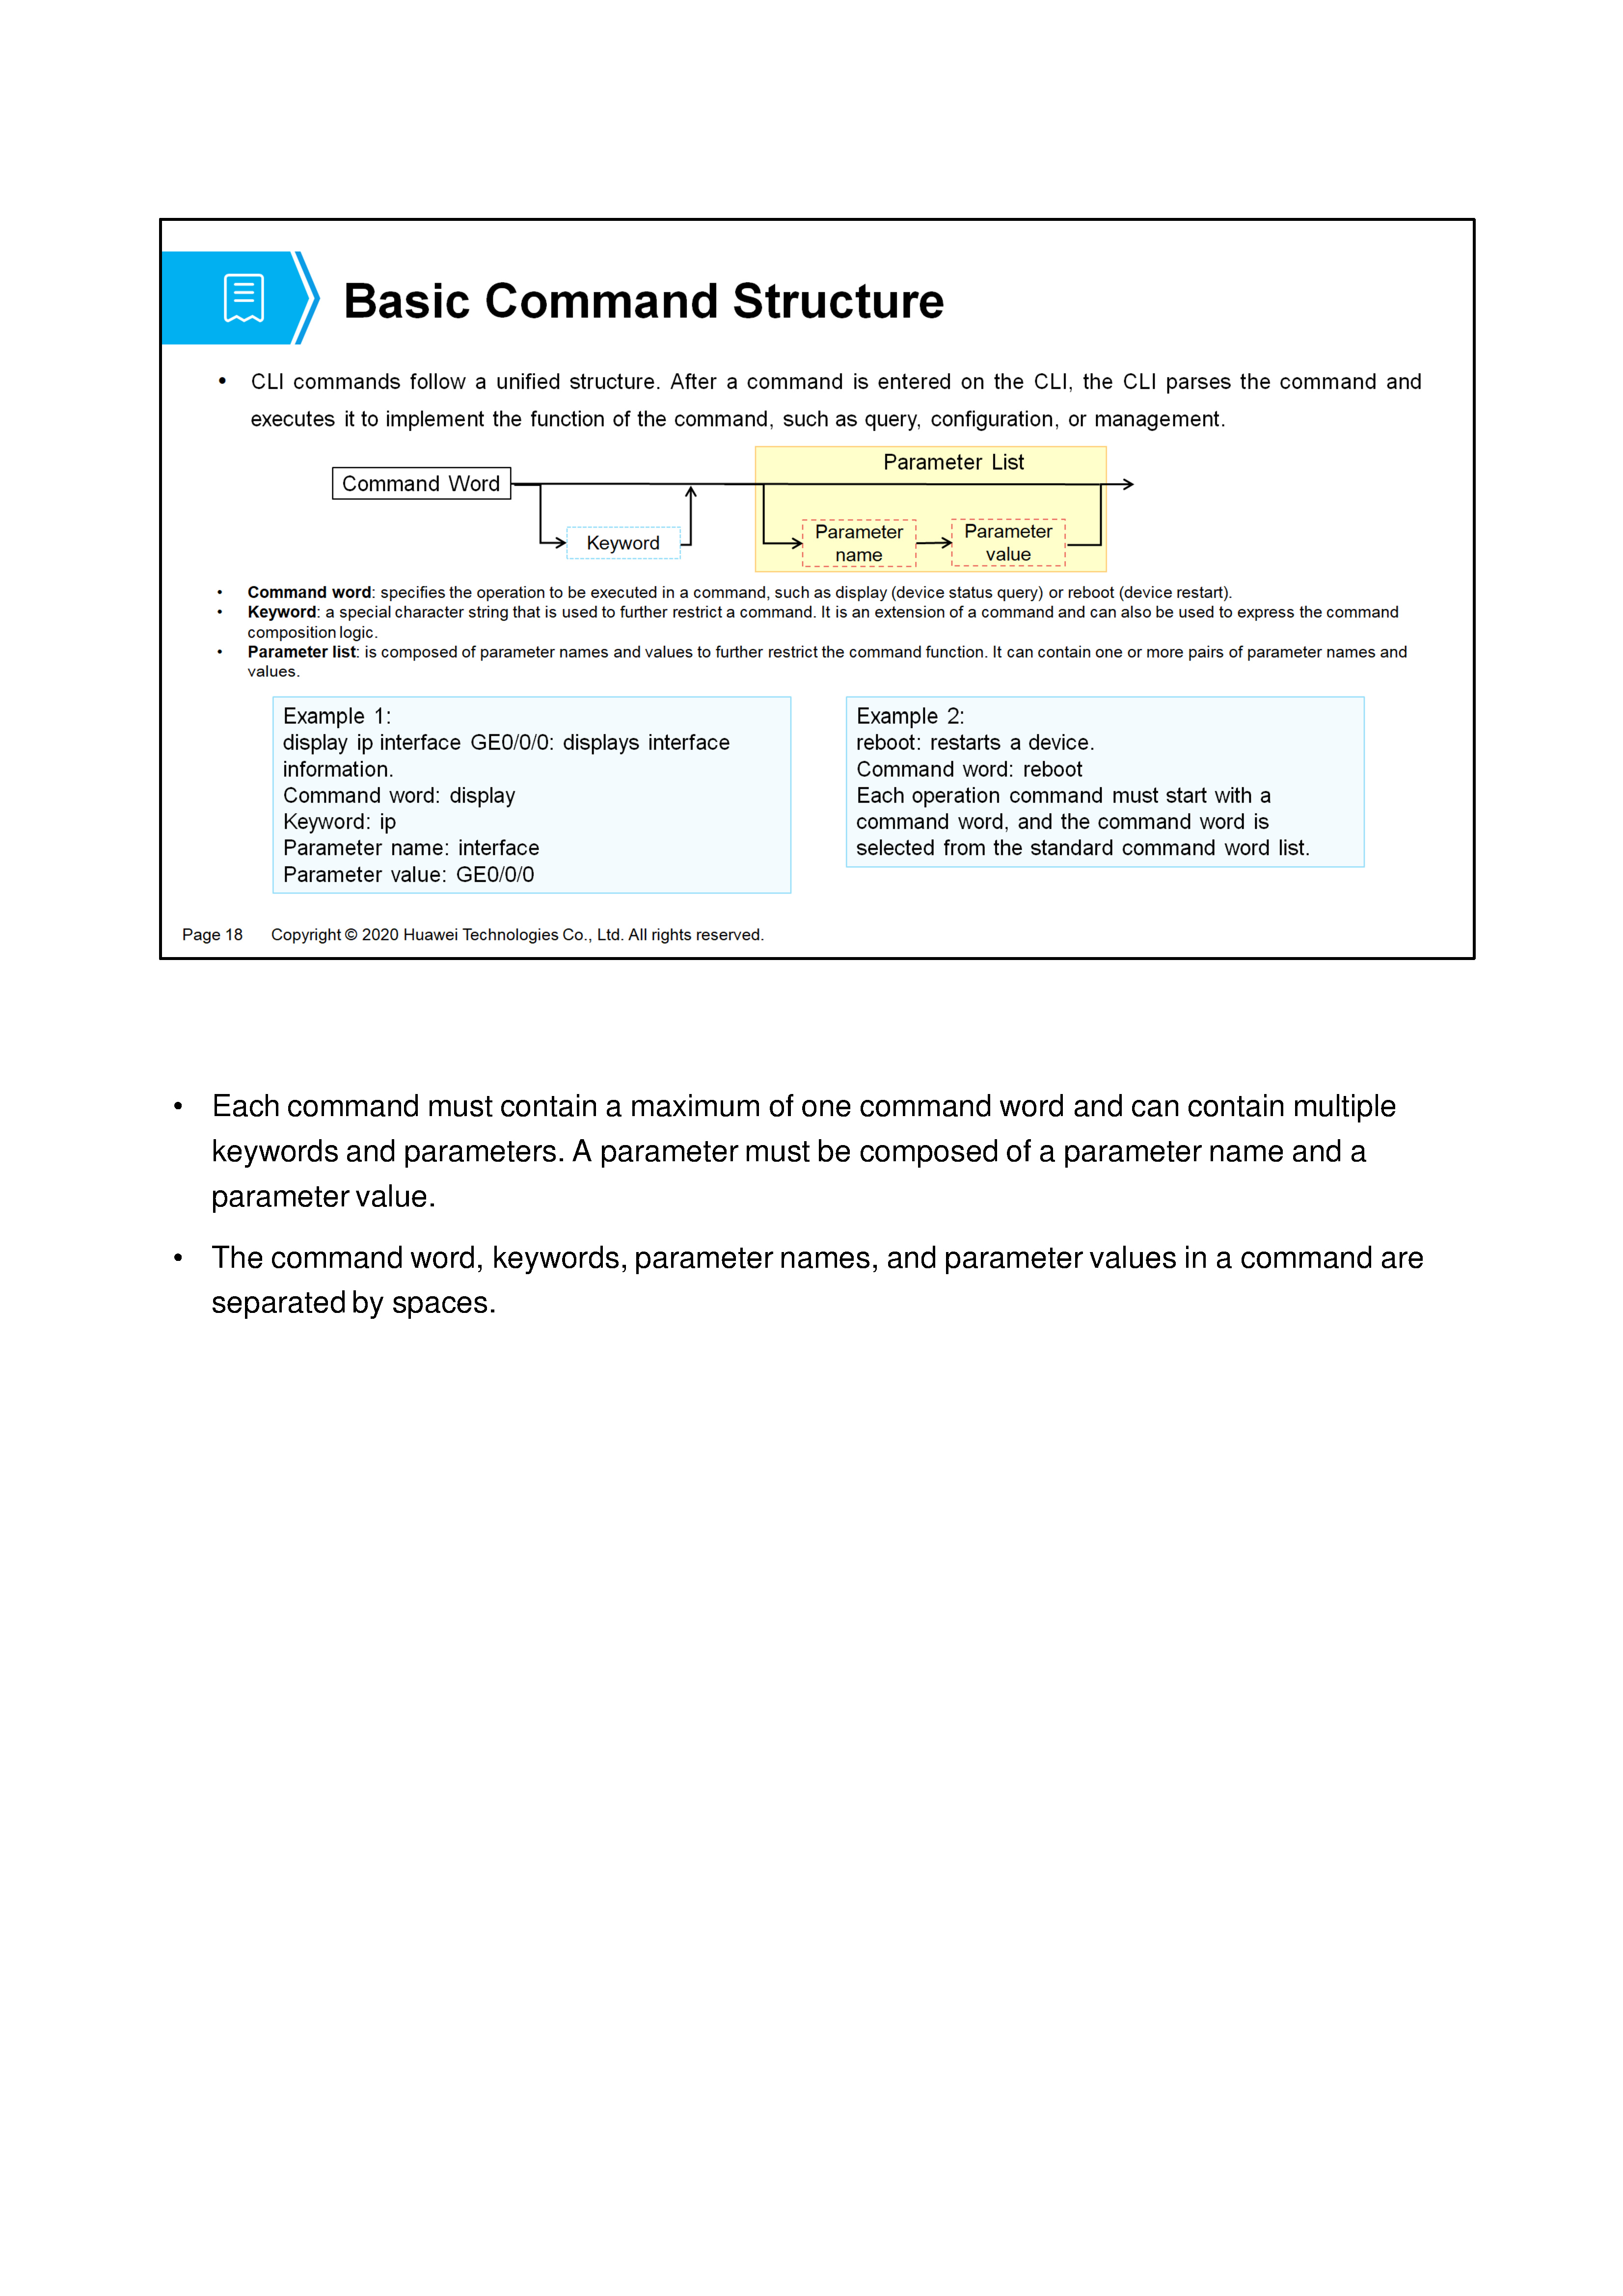 Basic Command Structure
• CLI commands follow a unified structure. After a command is entered on the CLI, the CLI parses the command and
executes it to implement the function of the command, such as query, configuration, or management.
Parameter List
Command Word
Keyword
Parameter
name
Parameter
value
• Command word: specifies the operation to be executed in a command, such as display (device status query) or reboot (device restart).
• Keyword: a special character string that is used to further restrict a command. It is an extension of a command and can also be used to express the command
composition logic.
• Parameter list: is composed of parameter names and values to further restrict the command function. It can contain one or more pairs of parameter names and
values.
Example 1:
display ip interface GE0/0/0: displays interface
information.
Command word: display
Keyword: ip
Parameter name: interface
Parameter value: GE0/0/0
Example 2:
reboot: restarts a device.
Command word: reboot
Each operation command must start with a
command word, and the command word is
selected from the standard command word list.
Page 18 Copyright © 2020 Huawei Technologies Co., Ltd. All rights reserved.
• Each command must contain a maximum of one command word and can contain multiple
keywords and parameters. A parameter must be composed of a parameter name and a
parameter value.
• The command word, keywords, parameter names, and parameter values in a command are
separated by spaces.